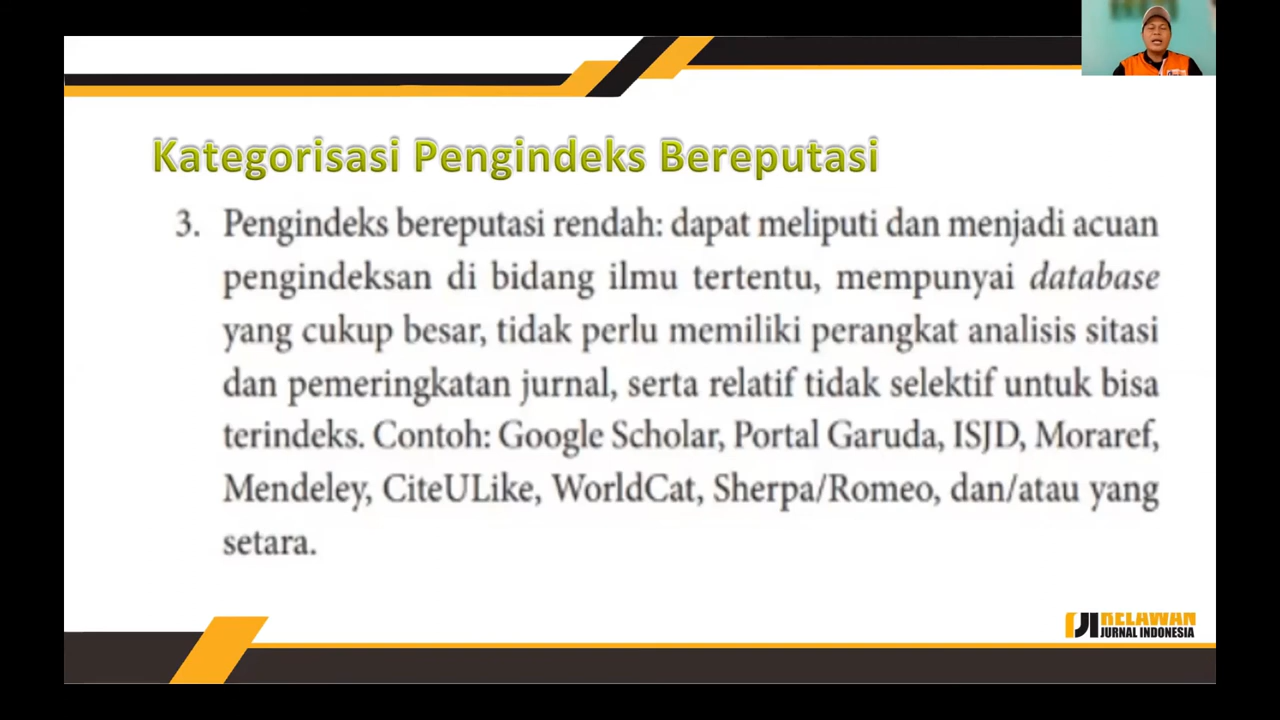 Kategorisasi Pengindeks Bereputasi
3. Pengindeks bereputasi rendah: dapat meliputi dan menjadi acuan
pengindeksan di bidang ilmu tertentu, mempunyai database
yang cukup besar, tidak perlu memiliki perangkat analisis sitasi
dan pemeringkatan jurnal, serta relatif tidak selektif untuk bisa
terindeks. Contoh: Google Scholar, Portal Garuda, ISJD, Moraref,
Mendeley, CiteULike, WorldCat, Sherpa/Romeo, dan/atau yang
setara.
RELAWAN
JURNAL INDONESIA